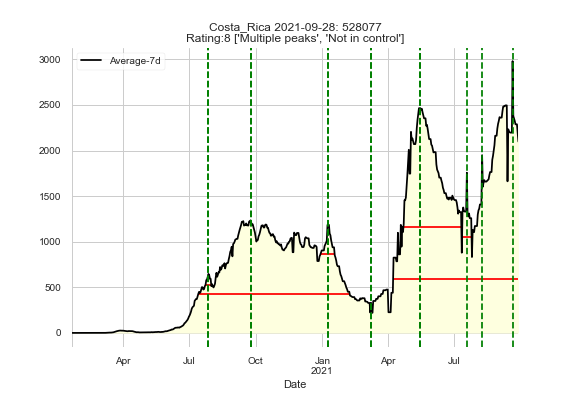 Costa_Rica 2021-09-28: 528077
Rating:8 ['Multiple peaks', 'Not in control']
Average-7d
3000
2500
2000
1500
1000
500
0
Apr Jul Oct Jan Apr Jul
2021
Date